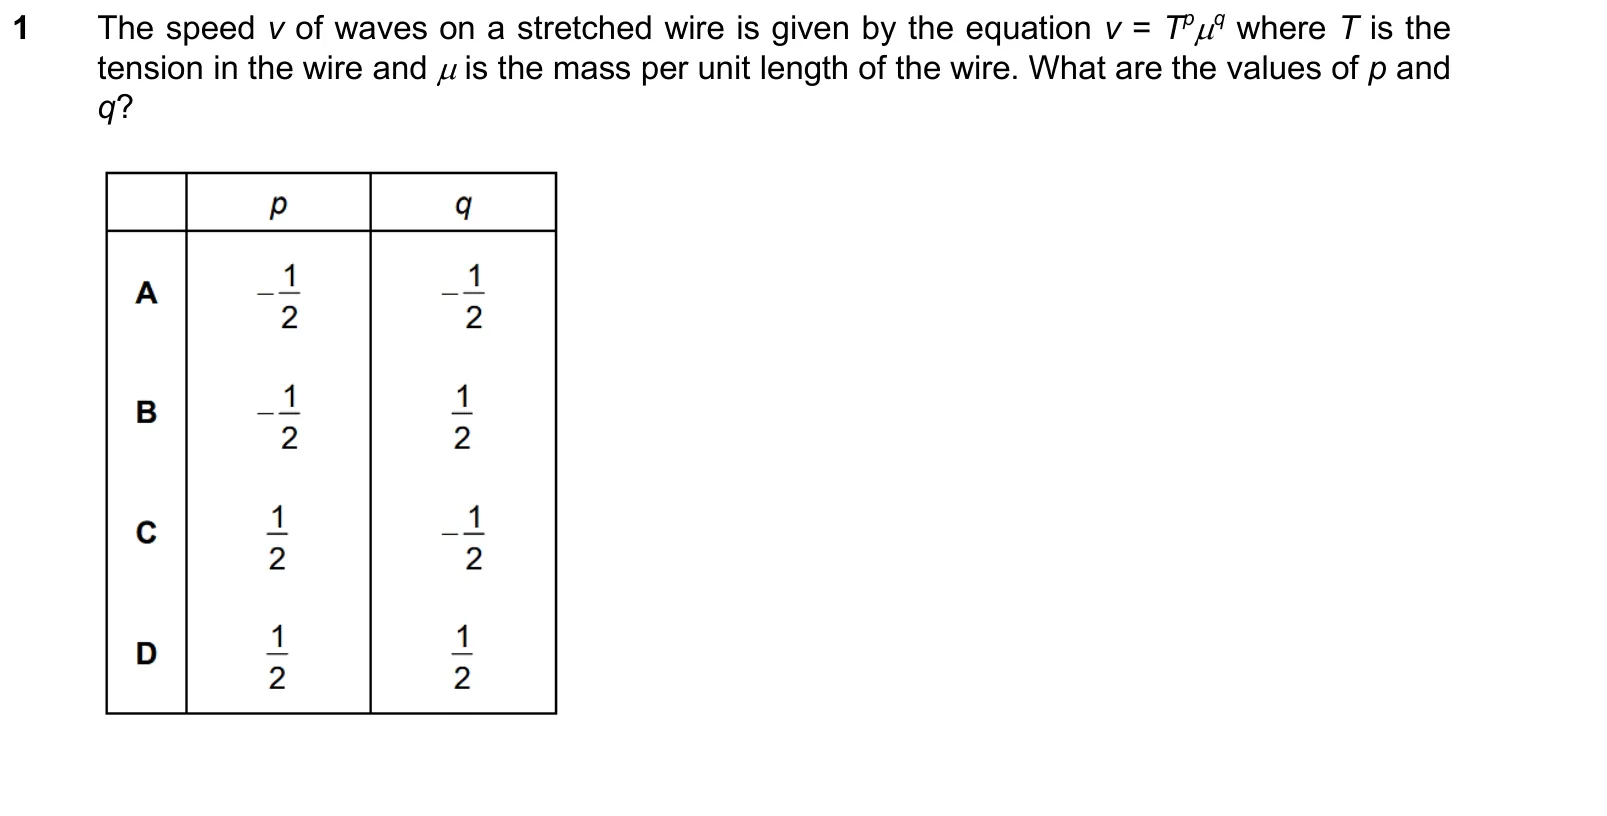 1 The speed v of waves on a stretched wire is given by the equation v = Tᵖμ^q where T is the
tension in the wire and μ is the mass per unit length of the wire. What are the values of p and
q?
p q
A −1/2 −1/2
B −1/2 1/2
C 1/2 −1/2
D 1/2 1/2